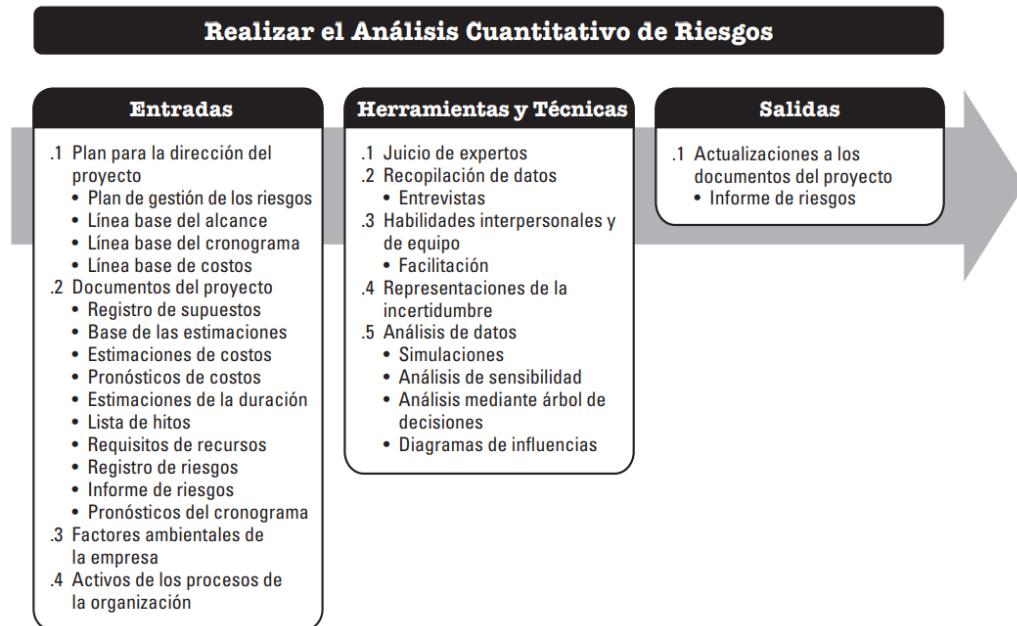 Realizar el Análisis Cuantitativo de Riesgos
Entradas
.1 Plan para la dirección del
proyecto
• Plan de gestión de los riesgos
• Línea base del alcance
• Línea base del cronograma
• Línea base de costos
.2 Documentos del proyecto
• Registro de supuestos
• Base de las estimaciones
• Estimaciones de costos
• Pronósticos de costos
• Estimaciones de la duración
• Lista de hitos
• Requisitos de recursos
• Registro de riesgos
• Informe de riesgos
• Pronósticos del cronograma
.3 Factores ambientales de
la empresa
.4 Activos de los procesos de
la organización
Herramientas y Técnicas
.1 Juicio de expertos
.2 Recopilación de datos
• Entrevistas
.3 Habilidades interpersonales y
de equipo
• Facilitación
.4 Representaciones de la
incertidumbre
.5 Análisis de datos
• Simulaciones
• Análisis de sensibilidad
• Análisis mediante árbol de
decisiones
• Diagramas de influencias
Salidas
.1 Actualizaciones a los
documentos del proyecto
• Informe de riesgos